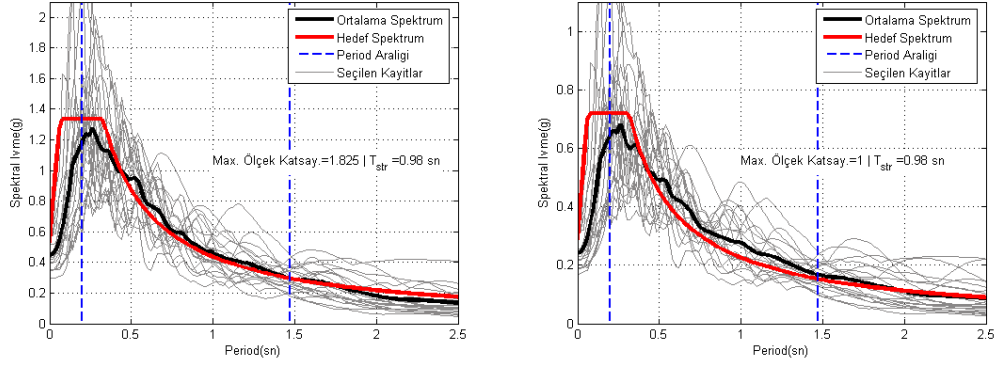 2
1.8
1.6
1.4
1.2
1
0.8
0.6
0.4
0.2
0
Spektral Ivme(g)
Ortalama Spektrum
Hedef Spektrum
Period Araligi
Seçilen Kayitlar
Max. Ölçek Katsay.=1.825 | T_str =0.98 sn
0 0.5 1 1.5 2 2.5
Period(sn)
1
0.8
0.6
0.4
0.2
0
Spektral Ivme(g)
Ortalama Spektrum
Hedef Spektrum
Period Araligi
Seçilen Kayitlar
Max. Ölçek Katsay.=1 | T_str =0.98 sn
0 0.5 1 1.5 2 2.5
Period(sn)